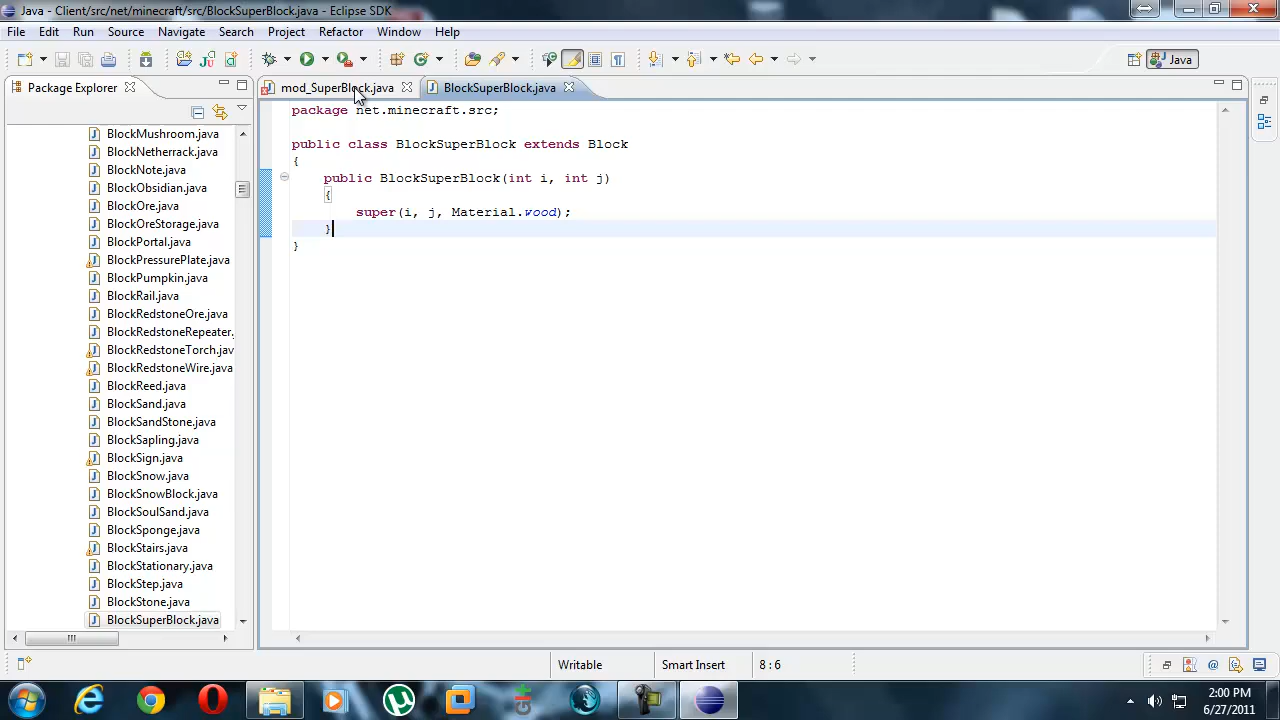 Java - Client/src/net/minecraft/src/BlockSuperBlock.java - Eclipse SDK
File Edit Run Source Navigate Search Project Refactor Window Help
Java
Package Explorer
mod_SuperBlock.java
BlockSuperBlock.java
BlockMushroom.java
BlockNetherrack.java
BlockNote.java
BlockObsidian.java
BlockOre.java
BlockOreStorage.java
BlockPortal.java
BlockPressurePlate.java
BlockPumpkin.java
BlockRail.java
BlockRedstoneOre.java
BlockRedstoneRepeater.
BlockRedstoneTorch.jav
BlockRedstoneWire.java
BlockReed.java
BlockSand.java
BlockSandStone.java
BlockSapling.java
BlockSign.java
BlockSnow.java
BlockSnowBlock.java
BlockSoulSand.java
BlockSponge.java
BlockStairs.java
BlockStationary.java
BlockStep.java
BlockStone.java
BlockSuperBlock.java
package net.minecraft.src;
public class BlockSuperBlock extends Block
{
public BlockSuperBlock(int i, int j)
{
super(i, j, Material.wood);
}
}
Writable
Smart Insert
8 : 6
2:00 PM
6/27/2011